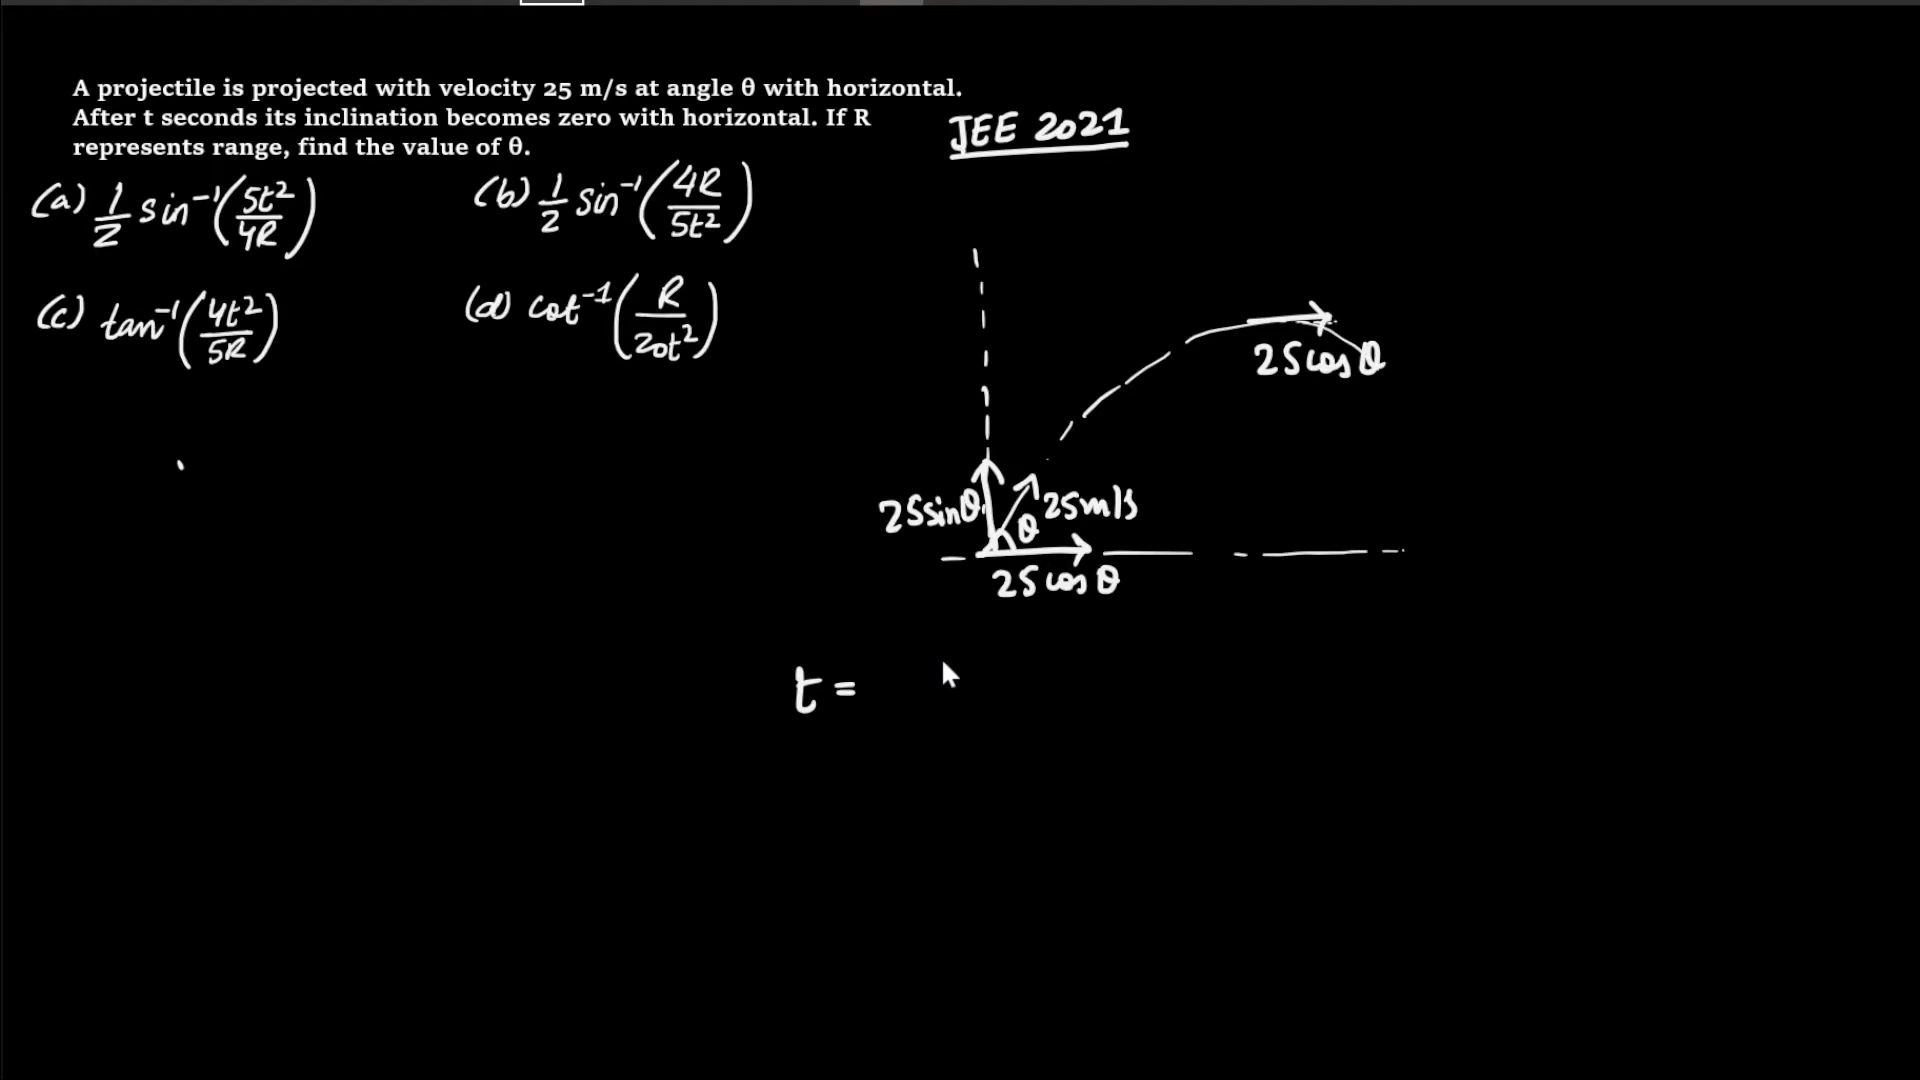 A projectile is projected with velocity 25 m/s at angle θ with horizontal.
After t seconds its inclination becomes zero with horizontal. If R
represents range, find the value of θ.
JEE 2021
(a) 1/2 sin⁻¹(5t²/4R)
(b) 1/2 sin⁻¹(4R/5t²)
(c) tan⁻¹(4t²/5R)
(d) cot⁻¹(R/20t²)
25cosθ
25sinθ
25m/s
θ
25cosθ
t =